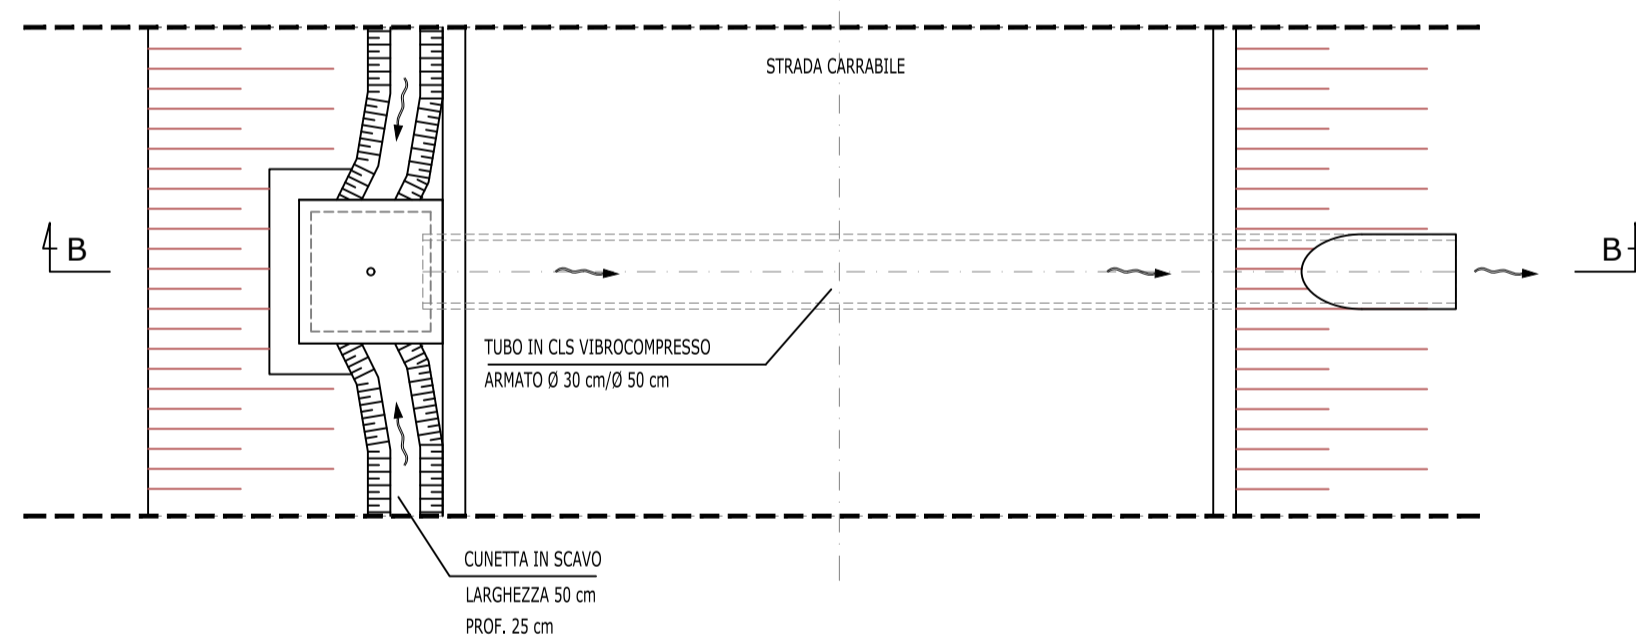 STRADA CARRABILE
B
B
TUBO IN CLS VIBROCOMPRESSO
ARMATO Ø 30 cm/Ø 50 cm
CUNETTA IN SCAVO
LARGHEZZA 50 cm
PROF. 25 cm